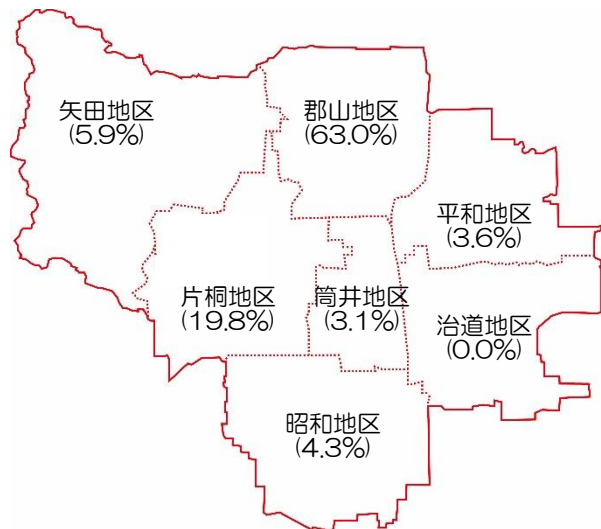 矢田地区
(5.9%)
郡山地区
(63.0%)
平和地区
(3.6%)
片桐地区
(19.8%)
筒井地区
(3.1%)
治道地区
(0.0%)
昭和地区
(4.3%)